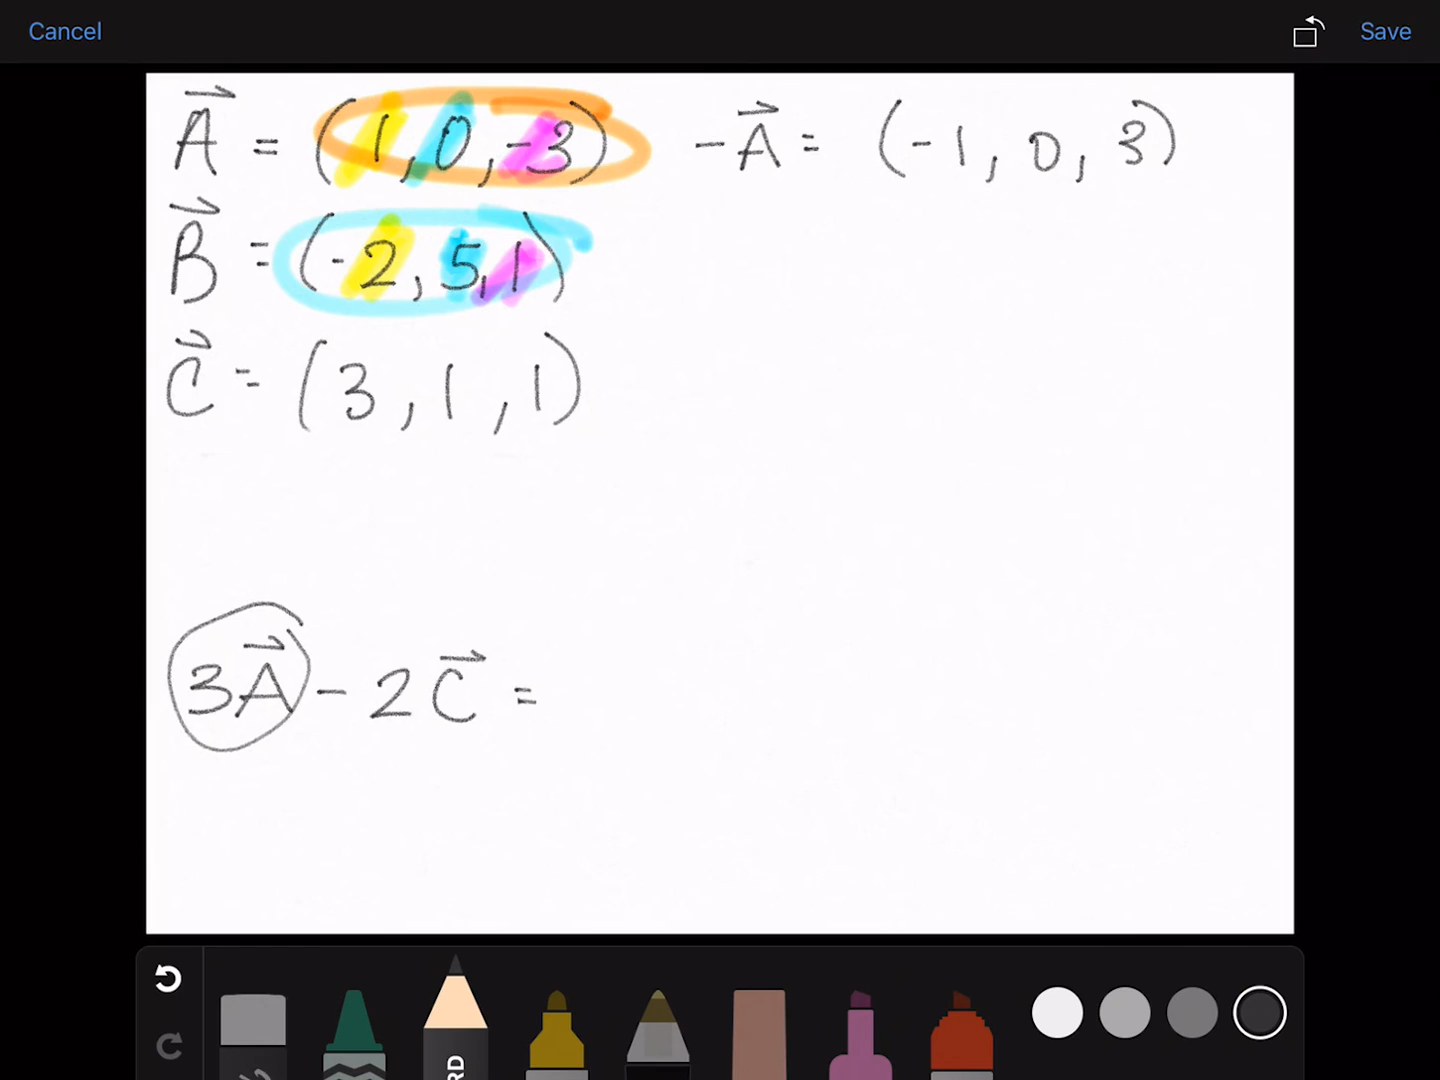 Cancel
Save
A⃗ = (1, 0, -3)
-A⃗ = (-1, 0, 3)
B⃗ = (-2, 5, 1)
C⃗ = (3, 1, 1)
3A⃗ - 2C⃗ =